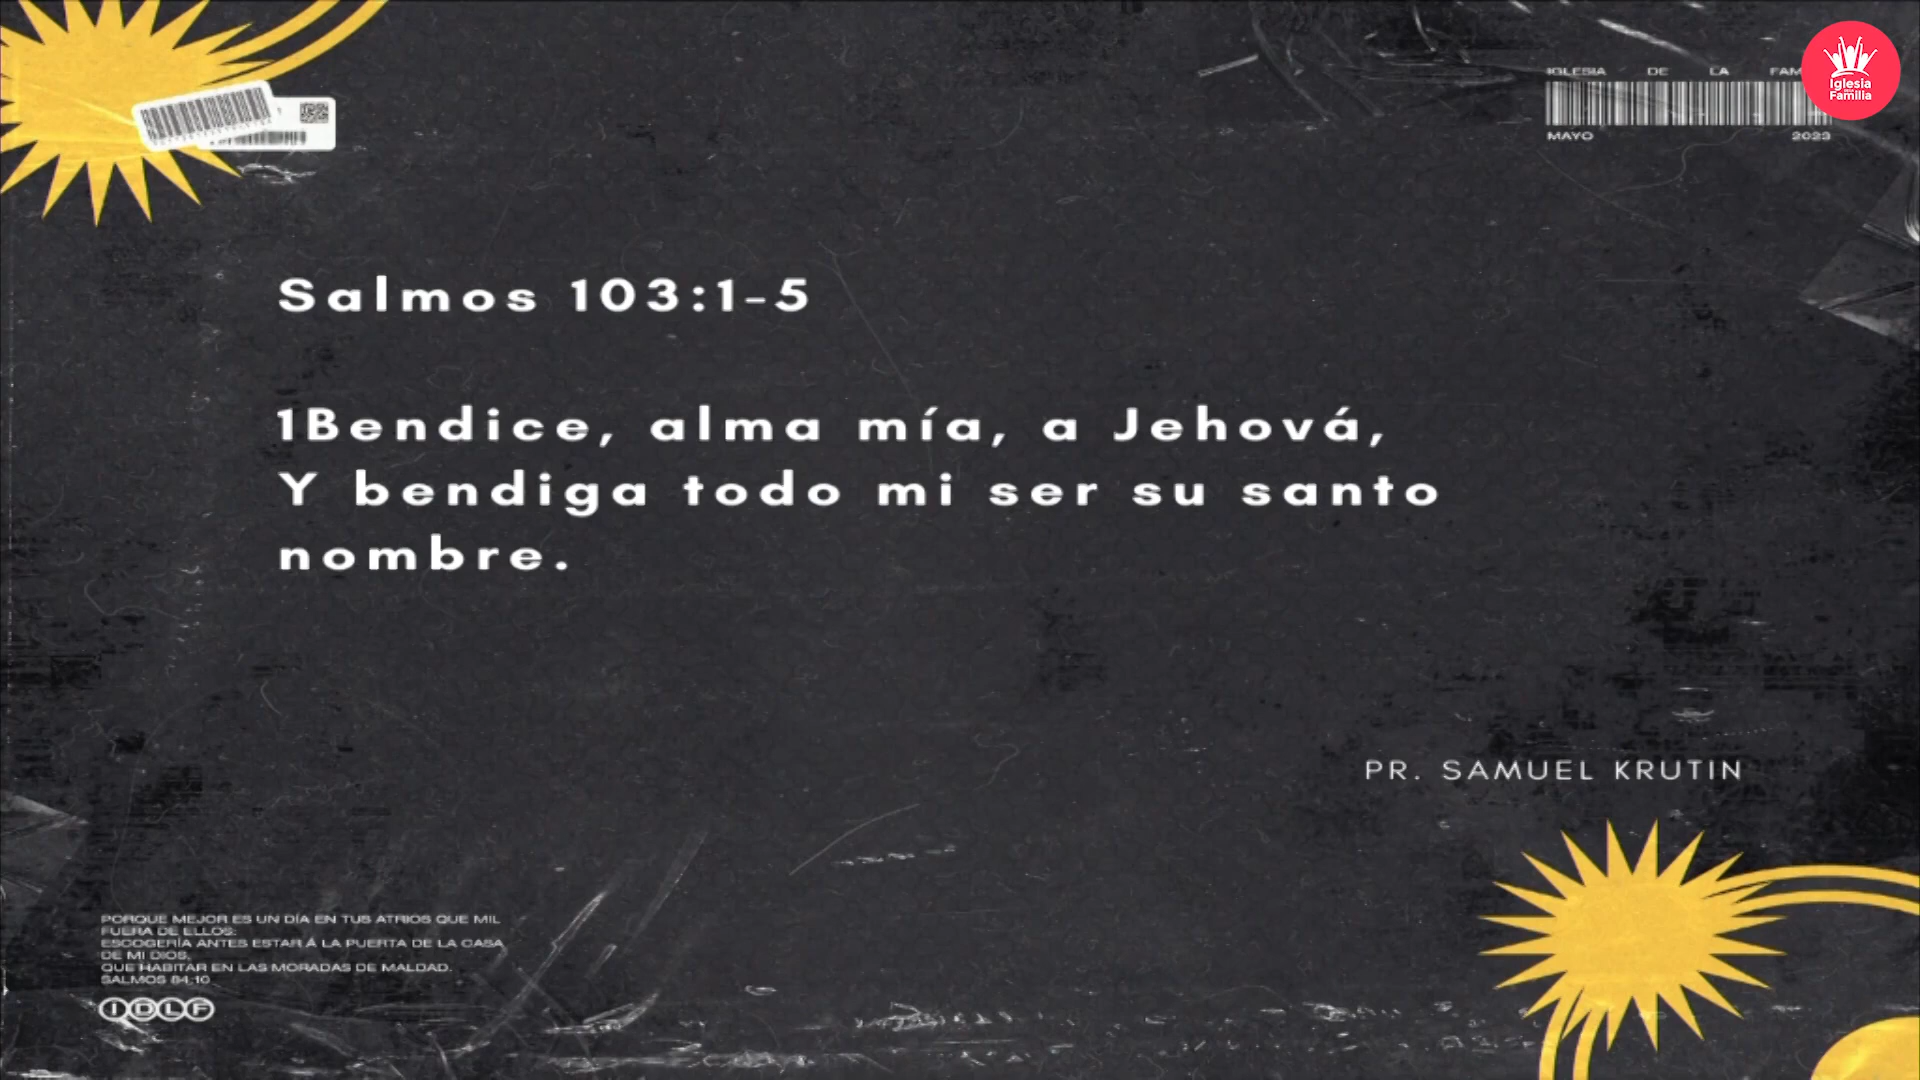 IGLESIA DE LA
MAYO 2023
Iglesia
Familia
Salmos 103:1-5
1Bendice, alma mía, a Jehová,
Y bendiga todo mi ser su santo
nombre.
PR. SAMUEL KRUTIN
PORQUE MEJOR ES UN DÍA EN TUS ATRIOS QUE MIL
FUERA DE ELLOS:
ESCOGERÍA ANTES ESTAR Á LA PUERTA DE LA CASA
DE MI DIOS,
QUE HABITAR EN LAS MORADAS DE MALDAD.
SALMOS 84:10
IDLF